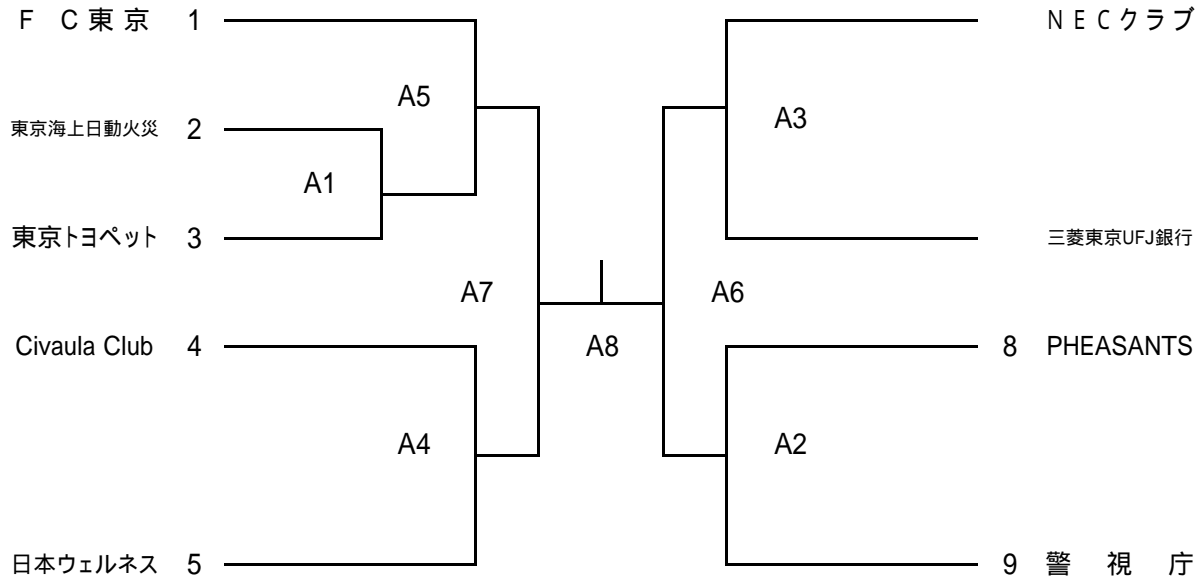 FC東京 1
NECクラブ
A5
A3
東京海上日動火災 2
A1
東京トヨペット 3
三菱東京UFJ銀行
A7
A6
Civaula Club 4
A8
8 PHEASANTS
A4
A2
日本ウェルネス 5
9 警視庁